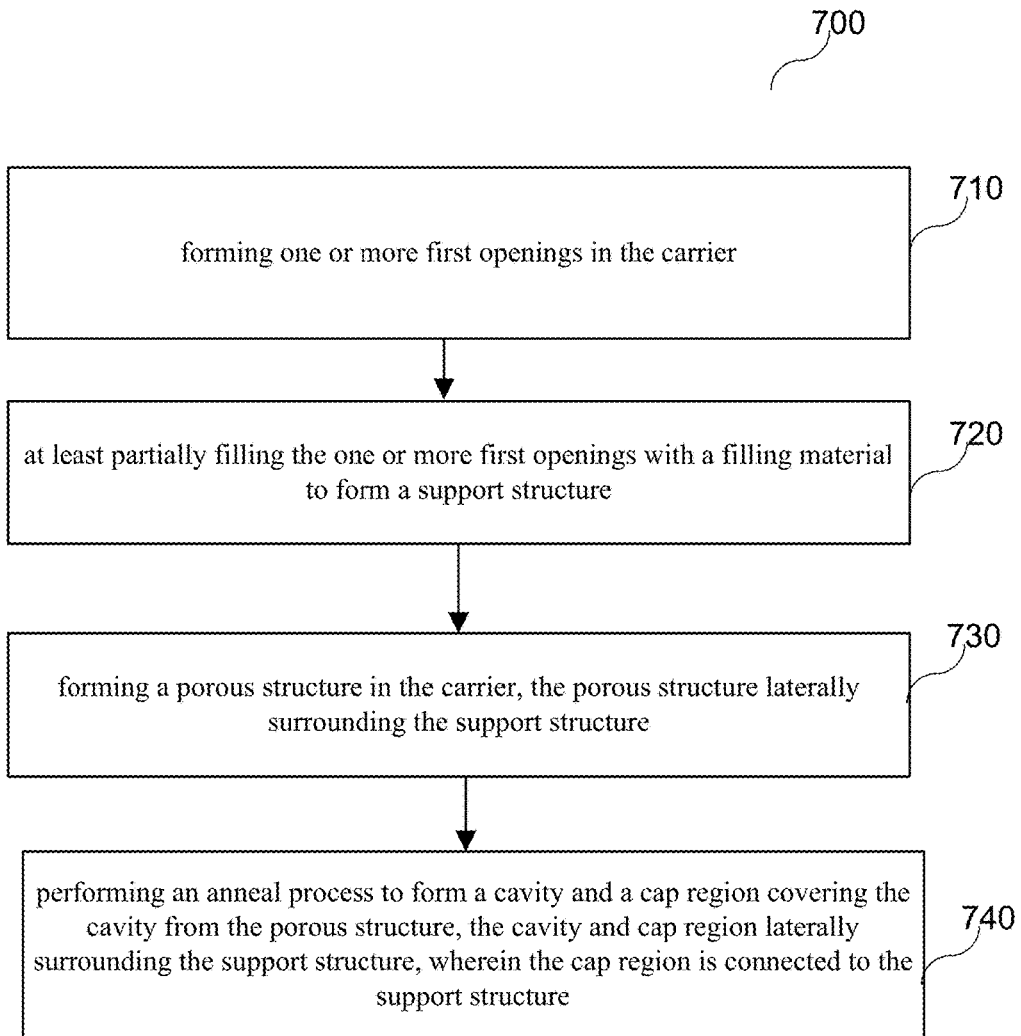 700
710
forming one or more first openings in the carrier
720
at least partially filling the one or more first openings with a filling material
to form a support structure
730
forming a porous structure in the carrier, the porous structure laterally
surrounding the support structure
740
performing an anneal process to form a cavity and a cap region covering the
cavity from the porous structure, the cavity and cap region laterally
surrounding the support structure, wherein the cap region is connected to the
support structure